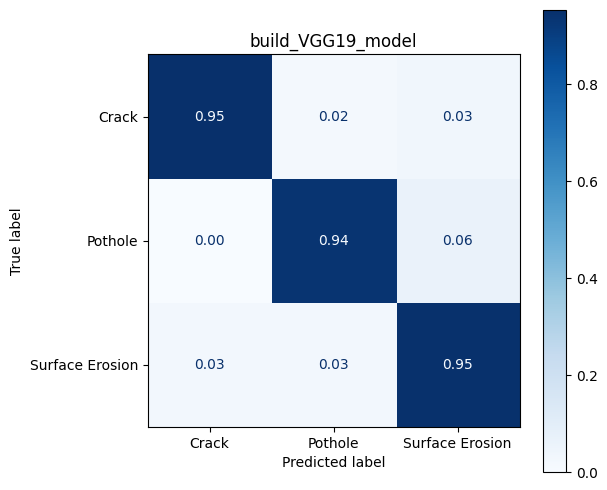 build_VGG19_model
True label
Crack 0.95 0.02 0.03
Pothole 0.00 0.94 0.06
Surface Erosion 0.03 0.03 0.95
Crack Pothole Surface Erosion
Predicted label
0.8
0.6
0.4
0.2
0.0